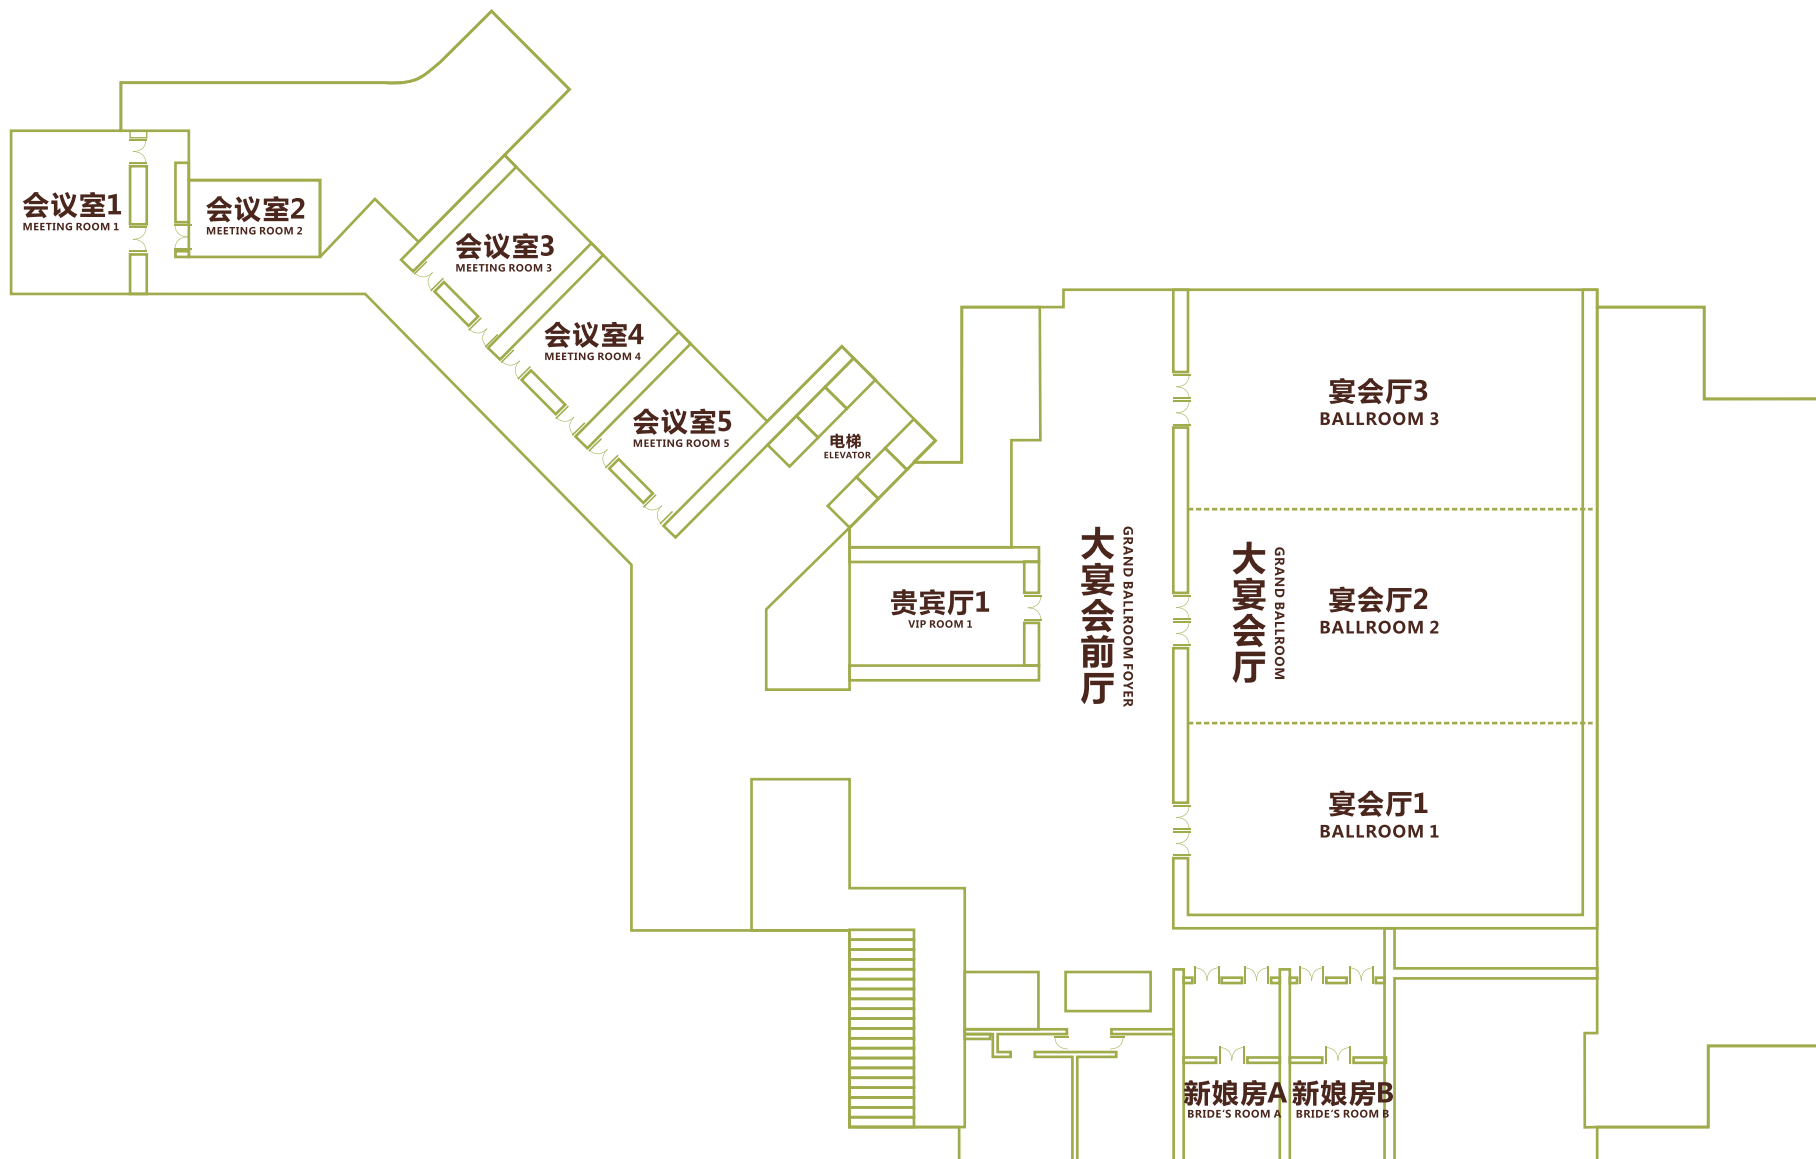 会议室1
MEETING ROOM 1
会议室2
MEETING ROOM 2
会议室3
MEETING ROOM 3
会议室4
MEETING ROOM 4
会议室5
MEETING ROOM 5
电梯
ELEVATOR
贵宾厅1
VIP ROOM 1
大宴会前厅
GRAND BALLROOM FOYER
大宴会厅
GRAND BALLROOM
宴会厅3
BALLROOM 3
宴会厅2
BALLROOM 2
宴会厅1
BALLROOM 1
新娘房A
BRIDE'S ROOM A
新娘房B
BRIDE'S ROOM B